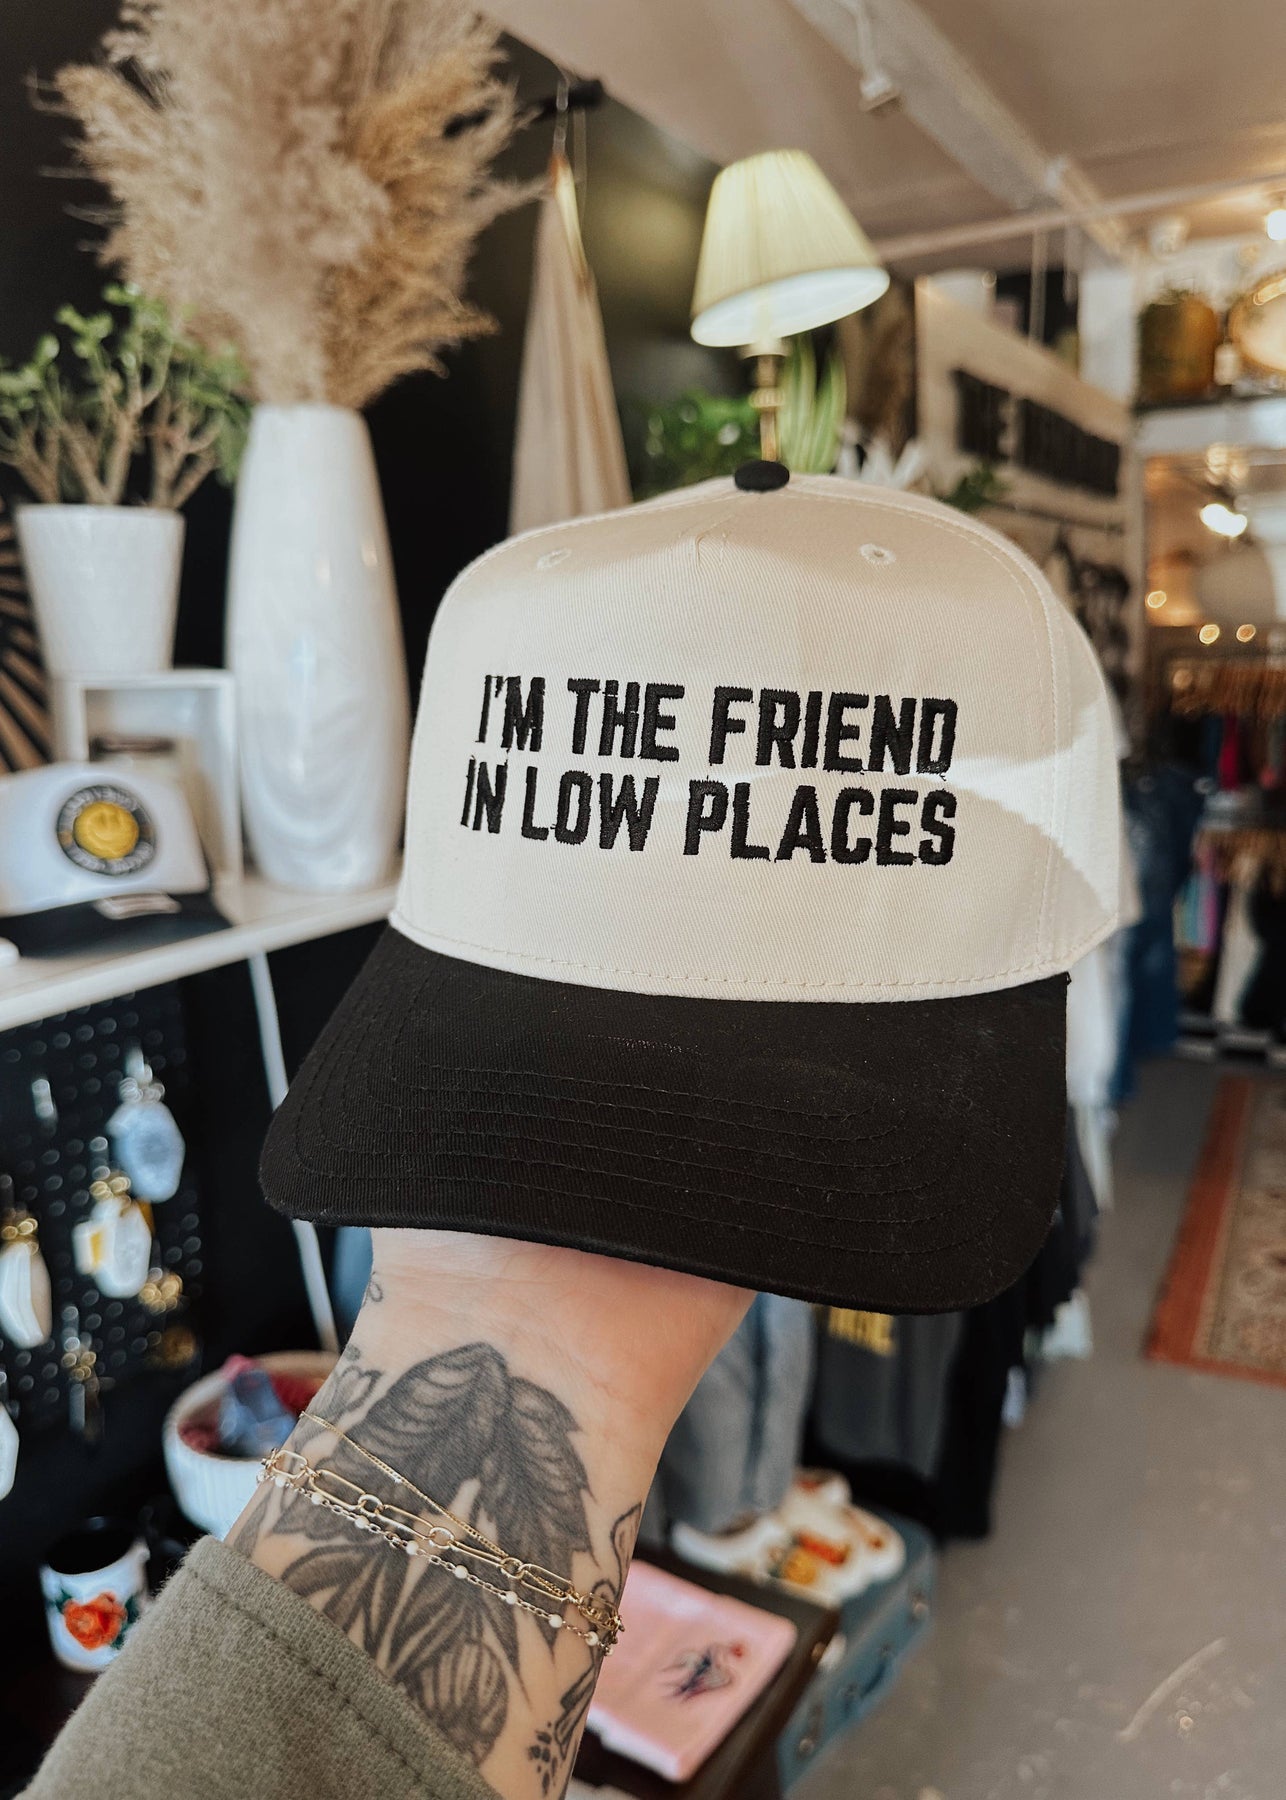 I'M THE FRIEND
IN LOW PLACES